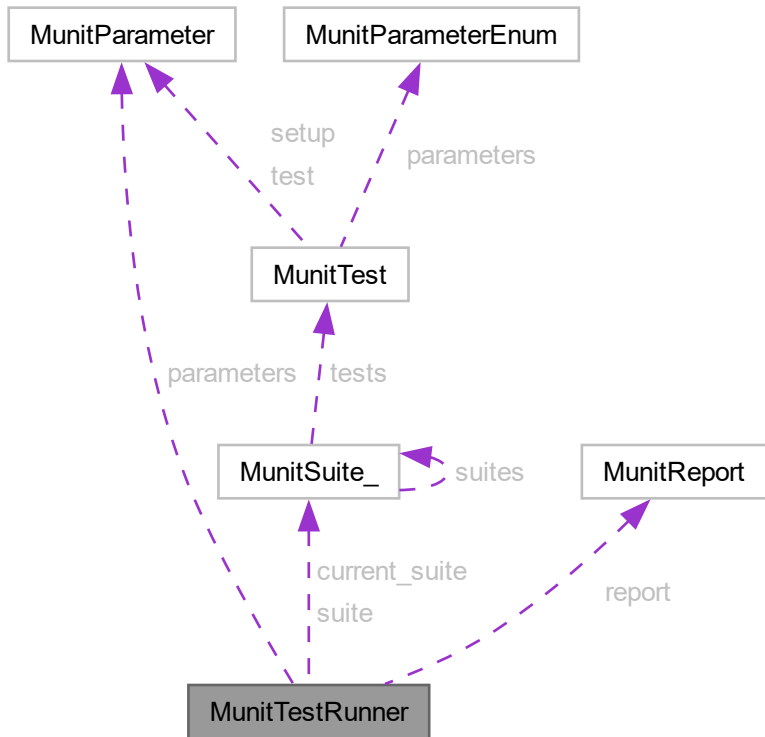 MunitParameter
MunitParameterEnum
setup
test
parameters
MunitTest
parameters
tests
MunitSuite_
suites
MunitReport
current_suite
suite
report
MunitTestRunner